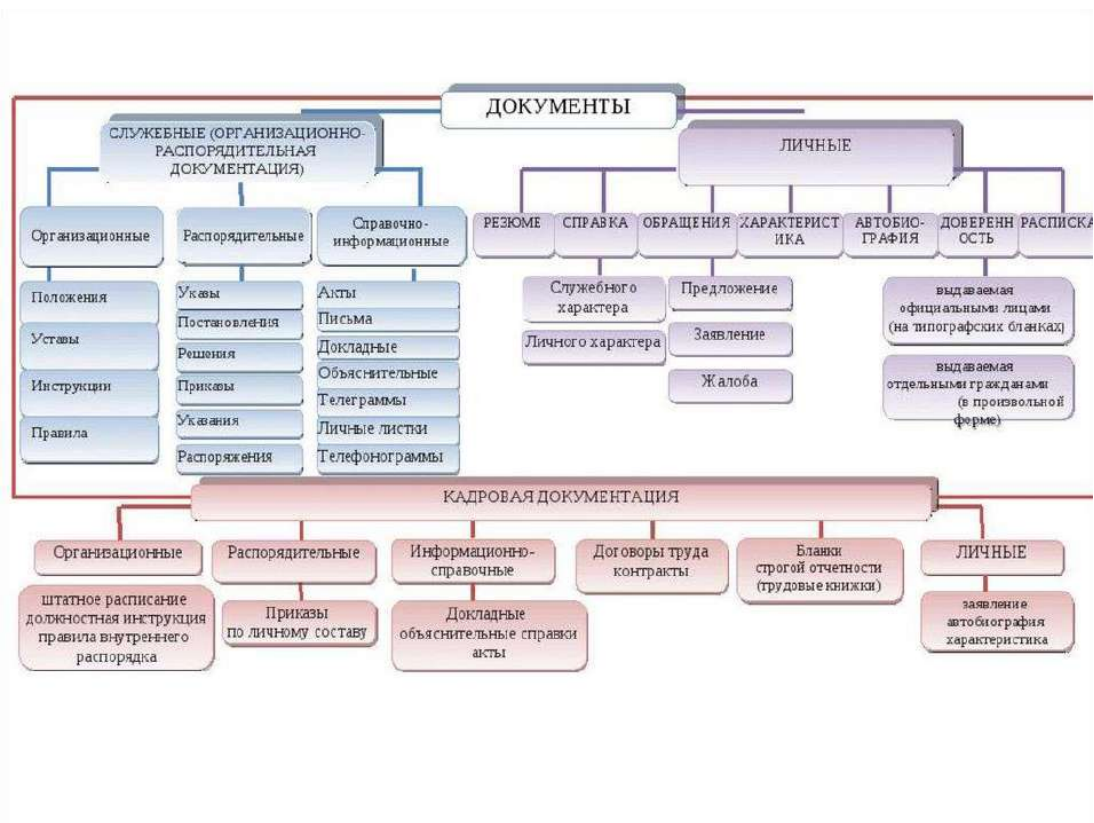 ДОКУМЕНТЫ
СЛУЖЕБНЫЕ (ОРГАНИЗАЦИОННО-
РАСПОРЯДИТЕЛЬНАЯ
ДОКУМЕНТАЦИЯ)
Организационные
Положения
Уставы
Инструкции
Правила
Распорядительные
Указы
Постановления
Решения
Приказы
Указания
Распоряжения
Справочно-
информационные
Акты
Письма
Докладные
Объяснительные
Телеграммы
Личные листки
Телефонограммы
ЛИЧНЫЕ
РЕЗЮМЕ
СПРАВКА
Служебного
характера
Личного характера
ОБРАЩЕНИЯ
Предложение
Заявление
Жалоба
ХАРАКТЕРИСТ
ИКА
АВТОБИО-
ГРАФИЯ
ДОВЕРЕНН
ОСТЬ
выдаваемая
официальными лицами
(на типографских бланках)
выдаваемая
отдельными гражданами
(в произвольной
форме)
РАСПИСКА
КАДРОВАЯ ДОКУМЕНТАЦИЯ
Организационные
штатное расписание
должностная инструкция
правила внутреннего
распорядка
Распорядительные
Приказы
по личному составу
Информационно-
справочные
Докладные
объяснительные справки
акты
Договоры труда
контракты
Бланки
строгой отчетности
(трудовые книжки)
ЛИЧНЫЕ
заявление
автобиография
характеристика